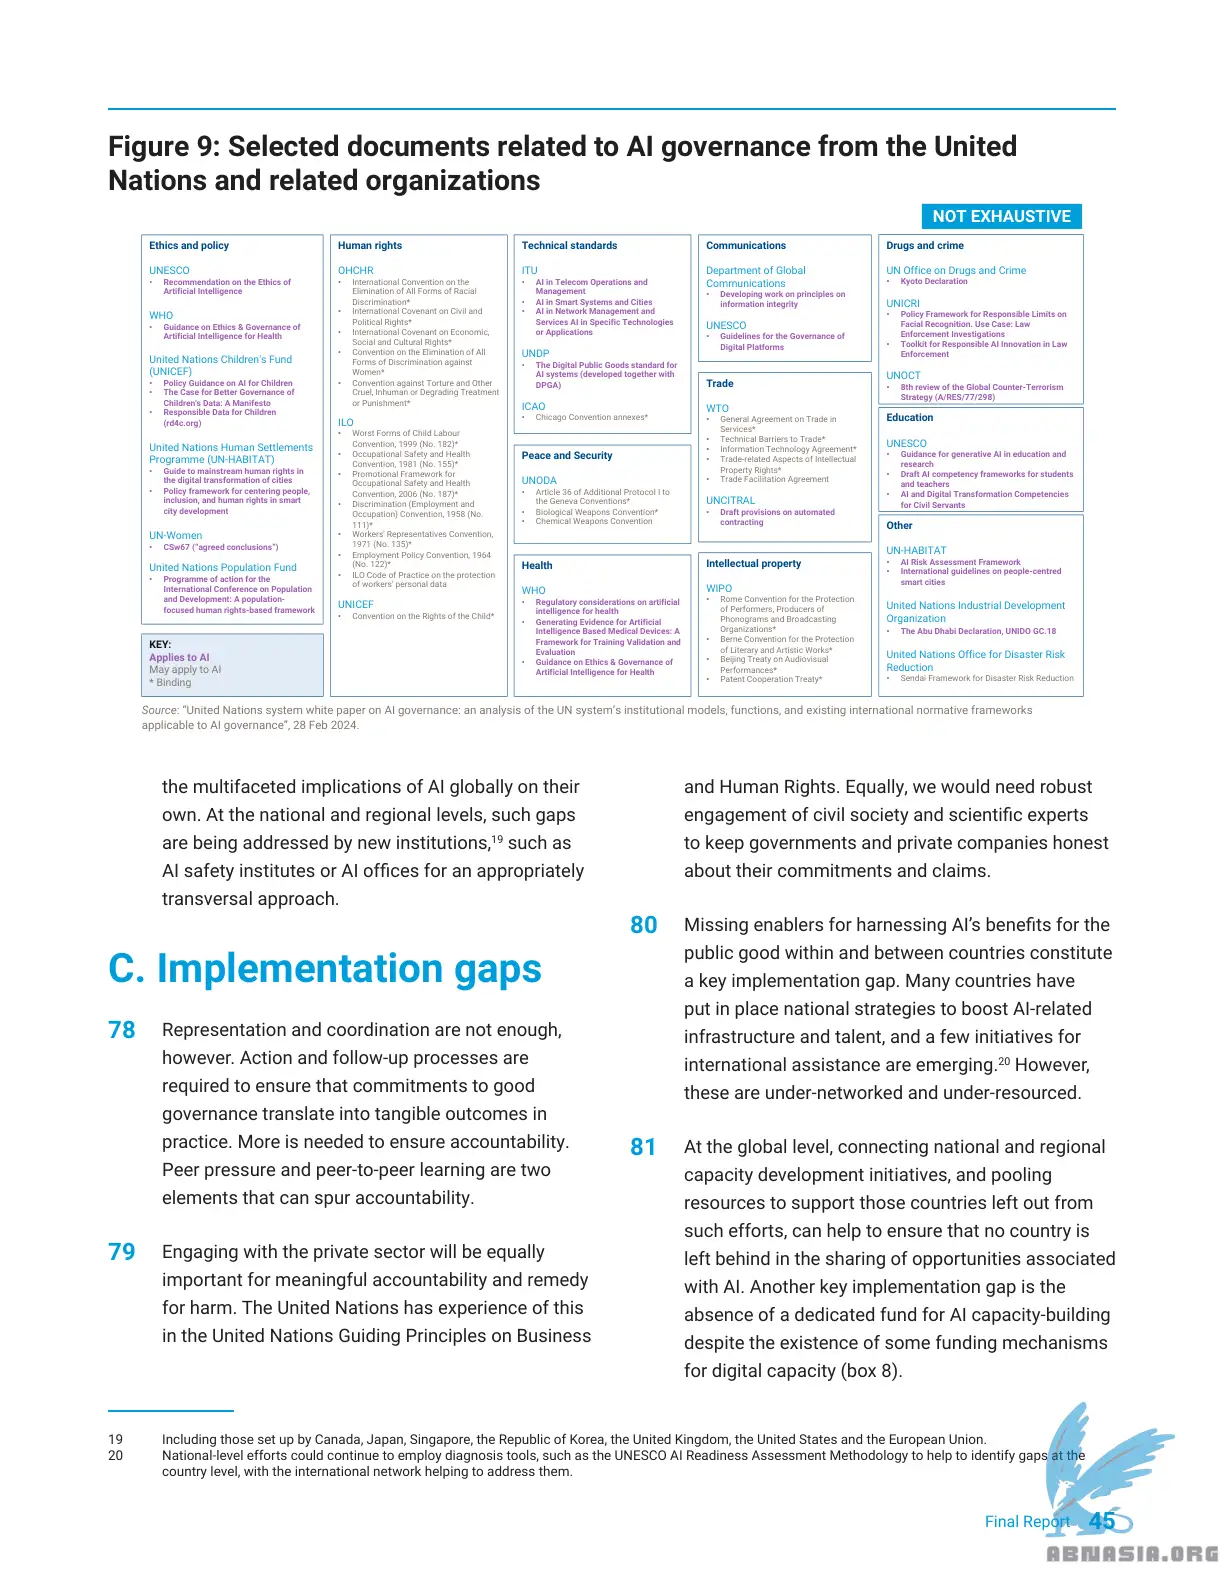 Figure 9: Selected documents related to AI governance from the United
Nations and related organizations
NOT EXHAUSTIVE
Ethics and policy
UNESCO
• Recommendation on the Ethics of
Artificial Intelligence
WHO
• Guidance on Ethics & Governance of
Artificial Intelligence for Health
United Nations Children's Fund
(UNICEF)
• Policy Guidance on AI for Children
• The Case for Better Governance of
Children's Data: A Manifesto
• Responsible Data for Children
(rd4c.org)
United Nations Human Settlements
Programme (UN-HABITAT)
• Guide to mainstream human rights in
the digital transformation of cities
• Policy framework for centering people,
inclusion, and human rights in smart
city development
UN-Women
• CSw67 (“agreed conclusions”)
United Nations Population Fund
• Programme of action for the
International Conference on Population
and Development: A population-
focused human rights-based framework
KEY:
Applies to AI
May apply to AI
* Binding
Human rights
OHCHR
• International Convention on the
Elimination of All Forms of Racial
Discrimination*
• International Covenant on Civil and
Political Rights*
• International Covenant on Economic,
Social and Cultural Rights*
• Convention on the Elimination of All
Forms of Discrimination against
Women*
• Convention against Torture and Other
Cruel, Inhuman or Degrading Treatment
or Punishment*
ILO
• Worst Forms of Child Labour
Convention, 1999 (No. 182)*
• Occupational Safety and Health
Convention, 1981 (No. 155)*
• Promotional Framework for
Occupational Safety and Health
Convention, 2006 (No. 187)*
• Discrimination (Employment and
Occupation) Convention, 1958 (No.
111)*
• Workers' Representatives Convention,
1971 (No. 135)*
• Employment Policy Convention, 1964
(No. 122)*
• ILO Code of Practice on the protection
of workers' personal data
UNICEF
• Convention on the Rights of the Child*
Technical standards
ITU
• AI in Telecom Operations and
Management
• AI in Smart Systems and Cities
• AI in Network Management and
Services AI in Specific Technologies
or Applications
UNDP
• The Digital Public Goods standard for
AI systems (developed together with
DPGA)
ICAO
• Chicago Convention annexes*
Peace and Security
UNODA
• Article 36 of Additional Protocol I to
the Geneva Conventions*
• Biological Weapons Convention*
• Chemical Weapons Convention
Health
WHO
• Regulatory considerations on artificial
intelligence for health
• Generating Evidence for Artificial
Intelligence Based Medical Devices: A
Framework for Training Validation and
Evaluation
• Guidance on Ethics & Governance of
Artificial Intelligence for Health
Communications
Department of Global
Communications
• Developing work on principles on
information integrity
UNESCO
• Guidelines for the Governance of
Digital Platforms
Trade
WTO
• General Agreement on Trade in
Services*
• Technical Barriers to Trade*
• Information Technology Agreement*
• Trade-related Aspects of Intellectual
Property Rights*
• Trade Facilitation Agreement
UNCITRAL
• Draft provisions on automated
contracting
Intellectual property
WIPO
• Rome Convention for the Protection
of Performers, Producers of
Phonograms and Broadcasting
Organizations*
• Berne Convention for the Protection
of Literary and Artistic Works*
• Beijing Treaty on Audiovisual
Performances*
• Patent Cooperation Treaty*
Drugs and crime
UN Office on Drugs and Crime
• Kyoto Declaration
UNICRI
• Policy Framework for Responsible Limits on
Facial Recognition. Use Case: Law
Enforcement Investigations
• Toolkit for Responsible AI Innovation in Law
Enforcement
UNOCT
• 8th review of the Global Counter-Terrorism
Strategy (A/RES/77/298)
Education
UNESCO
• Guidance for generative AI in education and
research
• Draft AI competency frameworks for students
and teachers
• AI and Digital Transformation Competencies
for Civil Servants
Other
UN-HABITAT
• AI Risk Assessment Framework
• International guidelines on people-centred
smart cities
United Nations Industrial Development
Organization
• The Abu Dhabi Declaration, UNIDO GC.18
United Nations Office for Disaster Risk
Reduction
• Sendai Framework for Disaster Risk Reduction
Source: “United Nations system white paper on AI governance: an analysis of the UN system’s institutional models, functions, and existing international normative frameworks
applicable to AI governance”, 28 Feb 2024.
the multifaceted implications of AI globally on their
own. At the national and regional levels, such gaps
are being addressed by new institutions,19 such as
AI safety institutes or AI offices for an appropriately
transversal approach.
C. Implementation gaps
78 Representation and coordination are not enough,
however. Action and follow-up processes are
required to ensure that commitments to good
governance translate into tangible outcomes in
practice. More is needed to ensure accountability.
Peer pressure and peer-to-peer learning are two
elements that can spur accountability.
79 Engaging with the private sector will be equally
important for meaningful accountability and remedy
for harm. The United Nations has experience of this
in the United Nations Guiding Principles on Business
and Human Rights. Equally, we would need robust
engagement of civil society and scientific experts
to keep governments and private companies honest
about their commitments and claims.
80 Missing enablers for harnessing AI’s benefits for the
public good within and between countries constitute
a key implementation gap. Many countries have
put in place national strategies to boost AI-related
infrastructure and talent, and a few initiatives for
international assistance are emerging.20 However,
these are under-networked and under-resourced.
81 At the global level, connecting national and regional
capacity development initiatives, and pooling
resources to support those countries left out from
such efforts, can help to ensure that no country is
left behind in the sharing of opportunities associated
with AI. Another key implementation gap is the
absence of a dedicated fund for AI capacity-building
despite the existence of some funding mechanisms
for digital capacity (box 8).
19 Including those set up by Canada, Japan, Singapore, the Republic of Korea, the United Kingdom, the United States and the European Union.
20 National-level efforts could continue to employ diagnosis tools, such as the UNESCO AI Readiness Assessment Methodology to help to identify gaps at the
country level, with the international network helping to address them.
Final Report 45
ABNASIA.ORG